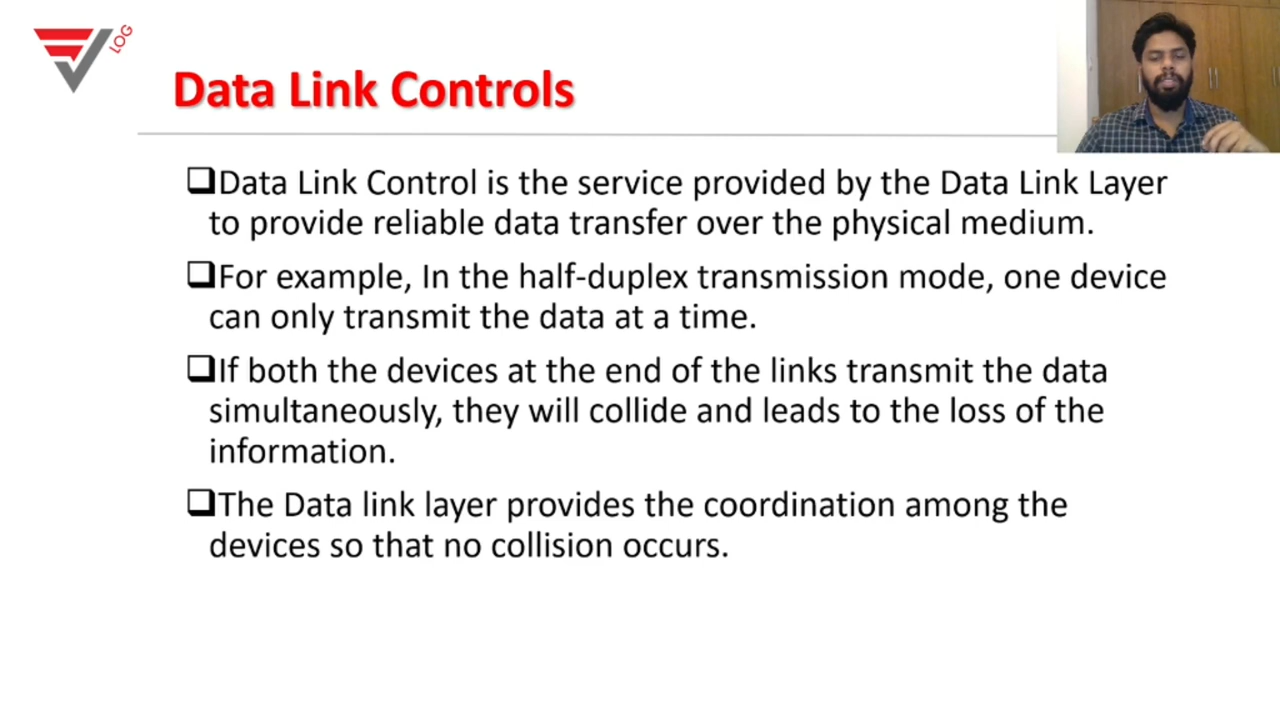 LOG
Data Link Controls
❑Data Link Control is the service provided by the Data Link Layer
to provide reliable data transfer over the physical medium.
❑For example, In the half-duplex transmission mode, one device
can only transmit the data at a time.
❑If both the devices at the end of the links transmit the data
simultaneously, they will collide and leads to the loss of the
information.
❑The Data link layer provides the coordination among the
devices so that no collision occurs.